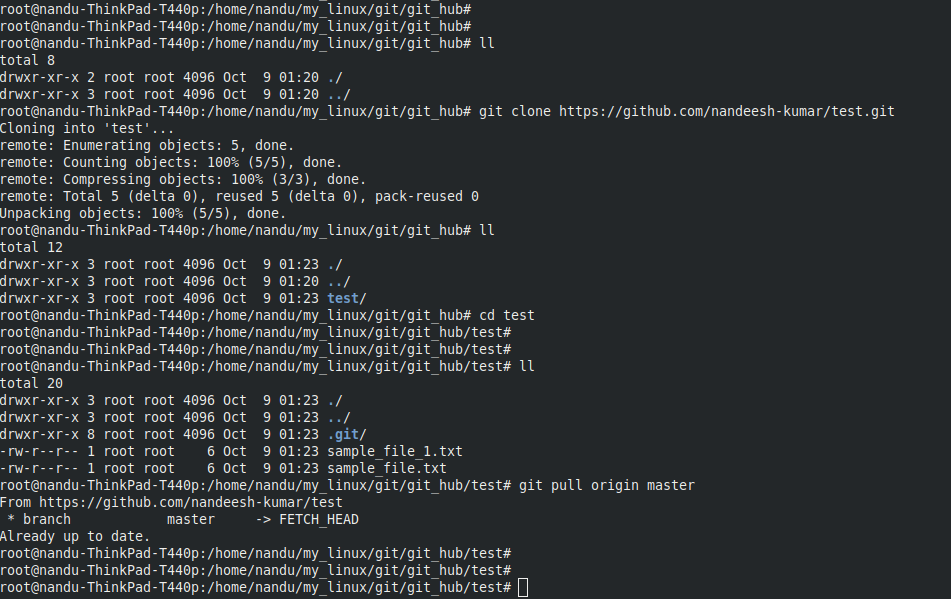 root@nandu-ThinkPad-T440p:/home/nandu/my_linux/git/git_hub#
root@nandu-ThinkPad-T440p:/home/nandu/my_linux/git/git_hub#
root@nandu-ThinkPad-T440p:/home/nandu/my_linux/git/git_hub# ll
total 8
drwxr-xr-x 2 root root 4096 Oct  9 01:20 ./
drwxr-xr-x 3 root root 4096 Oct  9 01:20 ../
root@nandu-ThinkPad-T440p:/home/nandu/my_linux/git/git_hub# git clone https://github.com/nandeesh-kumar/test.git
Cloning into 'test'...
remote: Enumerating objects: 5, done.
remote: Counting objects: 100% (5/5), done.
remote: Compressing objects: 100% (3/3), done.
remote: Total 5 (delta 0), reused 5 (delta 0), pack-reused 0
Unpacking objects: 100% (5/5), done.
root@nandu-ThinkPad-T440p:/home/nandu/my_linux/git/git_hub# ll
total 12
drwxr-xr-x 3 root root 4096 Oct  9 01:23 ./
drwxr-xr-x 3 root root 4096 Oct  9 01:20 ../
drwxr-xr-x 3 root root 4096 Oct  9 01:23 test/
root@nandu-ThinkPad-T440p:/home/nandu/my_linux/git/git_hub# cd test
root@nandu-ThinkPad-T440p:/home/nandu/my_linux/git/git_hub/test#
root@nandu-ThinkPad-T440p:/home/nandu/my_linux/git/git_hub/test#
root@nandu-ThinkPad-T440p:/home/nandu/my_linux/git/git_hub/test# ll
total 20
drwxr-xr-x 3 root root 4096 Oct  9 01:23 ./
drwxr-xr-x 3 root root 4096 Oct  9 01:23 ../
drwxr-xr-x 8 root root 4096 Oct  9 01:23 .git/
-rw-r--r-- 1 root root    6 Oct  9 01:23 sample_file_1.txt
-rw-r--r-- 1 root root    6 Oct  9 01:23 sample_file.txt
root@nandu-ThinkPad-T440p:/home/nandu/my_linux/git/git_hub/test# git pull origin master
From https://github.com/nandeesh-kumar/test
 * branch            master     -> FETCH_HEAD
Already up to date.
root@nandu-ThinkPad-T440p:/home/nandu/my_linux/git/git_hub/test#
root@nandu-ThinkPad-T440p:/home/nandu/my_linux/git/git_hub/test#
root@nandu-ThinkPad-T440p:/home/nandu/my_linux/git/git_hub/test#